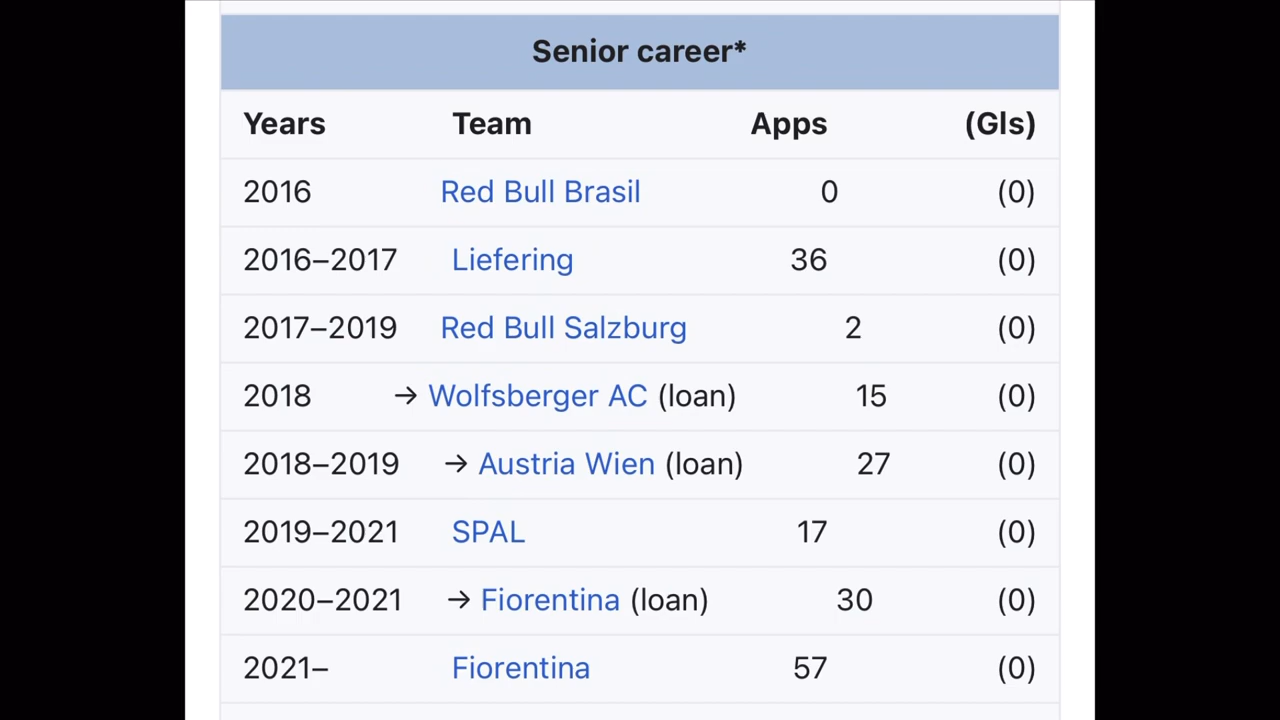 Senior career*
Years Team Apps (Gls)
2016 Red Bull Brasil 0 (0)
2016–2017 Liefering 36 (0)
2017–2019 Red Bull Salzburg 2 (0)
2018 → Wolfsberger AC (loan) 15 (0)
2018–2019 → Austria Wien (loan) 27 (0)
2019–2021 SPAL 17 (0)
2020–2021 → Fiorentina (loan) 30 (0)
2021– Fiorentina 57 (0)